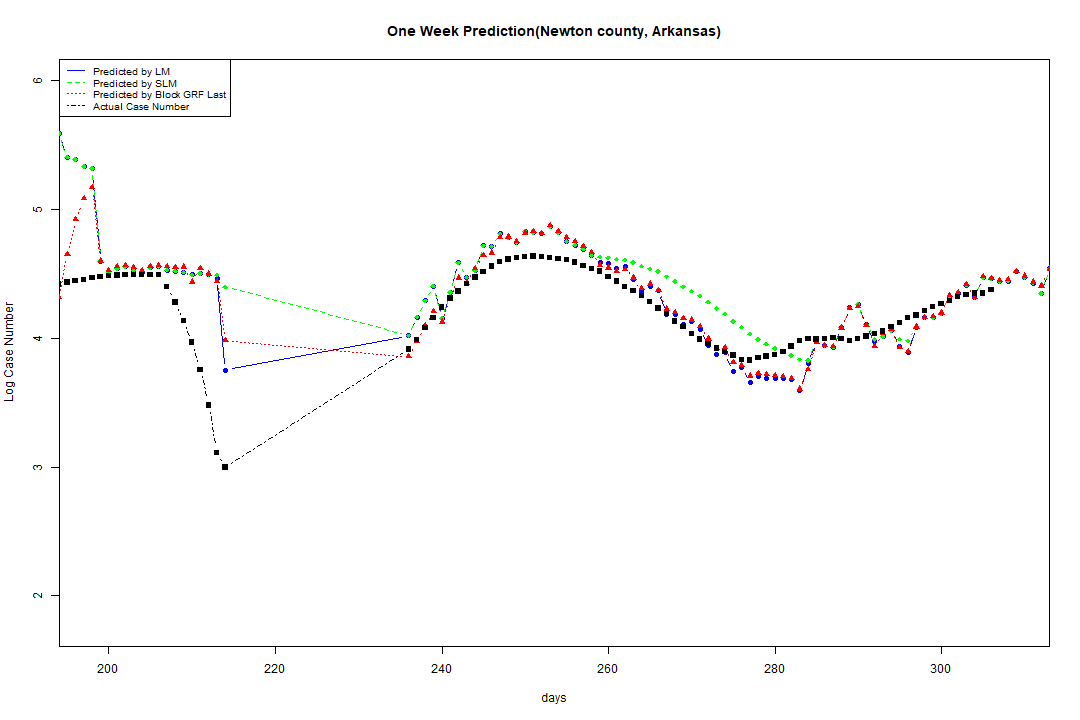 One Week Prediction(Newton county, Arkansas)
Predicted by LM
Predicted by SLM
Predicted by Block GRF Last
Actual Case Number
6
5
4
3
2
Log Case Number
200 220 240 260 280 300
days